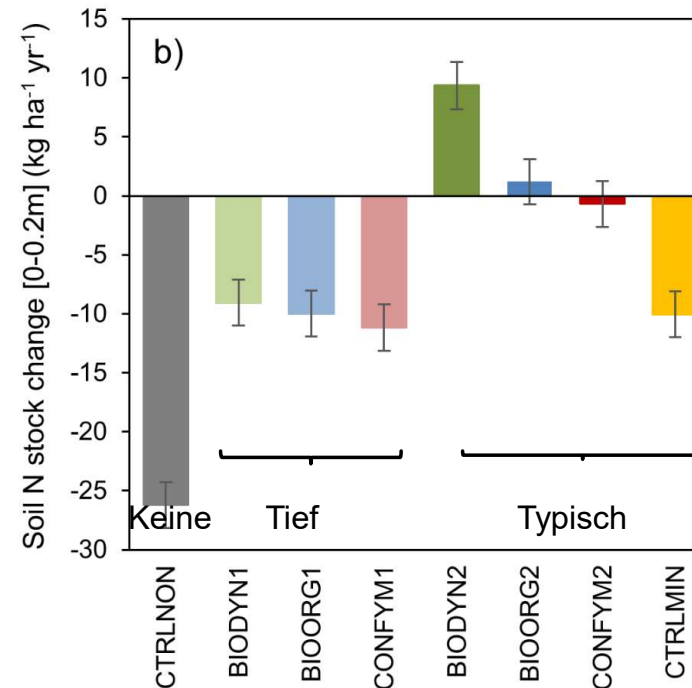 b)
Soil N stock change [0-0.2m] (kg ha⁻¹ yr⁻¹)
15
10
5
0
-5
-10
-15
-20
-25
-30
Keine
Tief
Typisch
CTRLNON
BIODYN1
BIOORG1
CONFYM1
BIODYN2
BIOORG2
CONFYM2
CTRLMIN